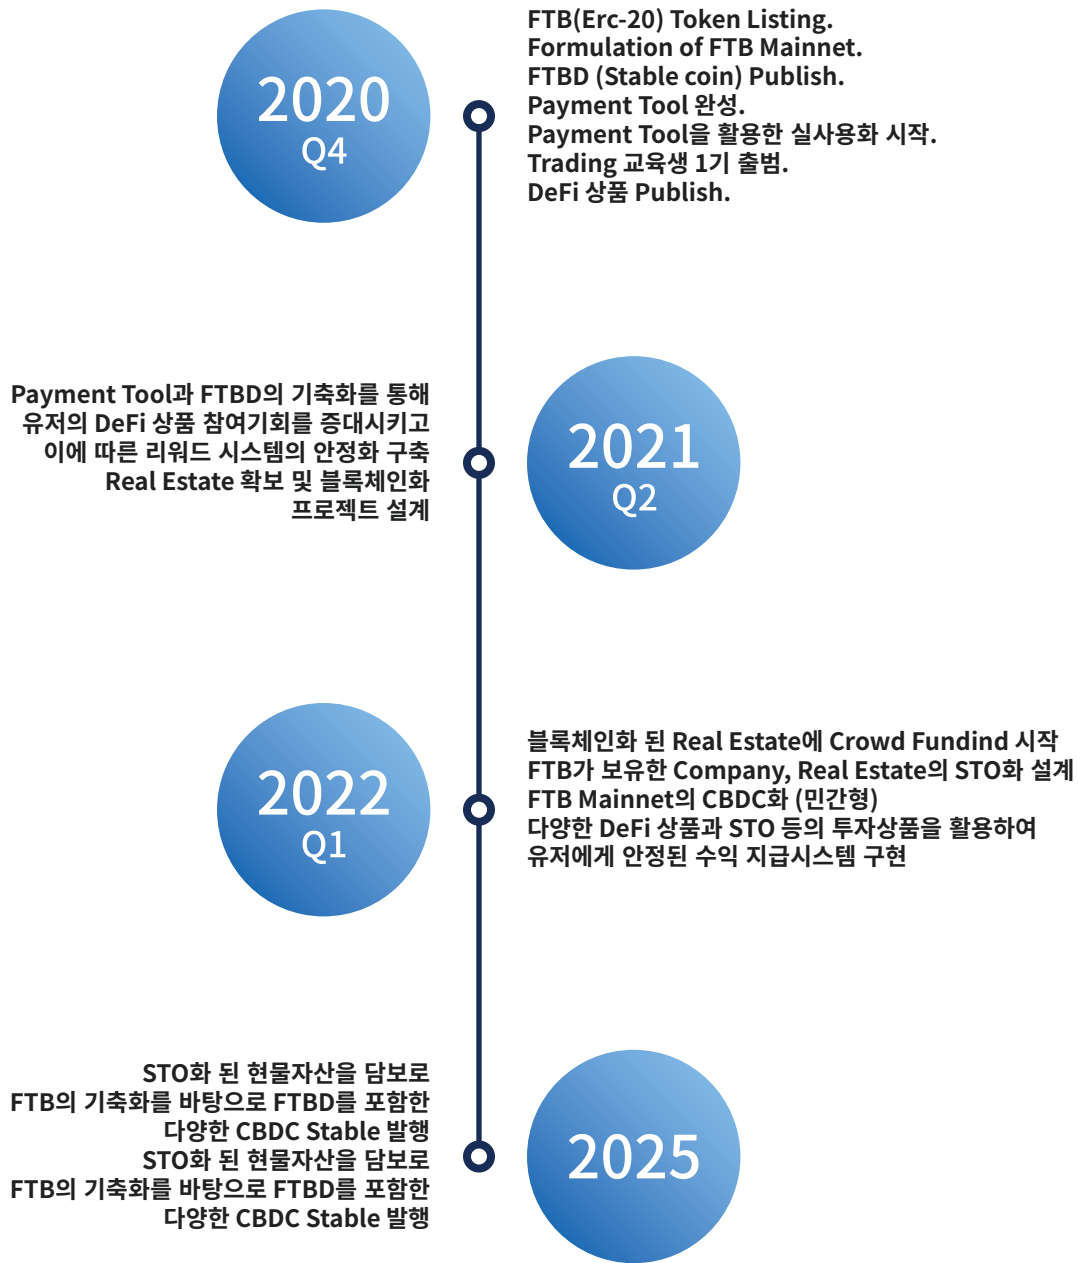 2020
Q4
FTB(Erc-20) Token Listing.
Formulation of FTB Mainnet.
FTBD (Stable coin) Publish.
Payment Tool 완성.
Payment Tool을 활용한 실사용화 시작.
Trading 교육생 1기 출범.
DeFi 상품 Publish.
Payment Tool과 FTBD의 기축화를 통해
유저의 DeFi 상품 참여기회를 증대시키고
이에 따른 리워드 시스템의 안정화 구축
Real Estate 확보 및 블록체인화
프로젝트 설계
2021
Q2
2022
Q1
블록체인화 된 Real Estate에 Crowd Fundind 시작
FTB가 보유한 Company, Real Estate의 STO화 설계
FTB Mainnet의 CBDC화 (민간형)
다양한 DeFi 상품과 STO 등의 투자상품을 활용하여
유저에게 안정된 수익 지급시스템 구현
STO화 된 현물자산을 담보로
FTB의 기축화를 바탕으로 FTBD를 포함한
다양한 CBDC Stable 발행
STO화 된 현물자산을 담보로
FTB의 기축화를 바탕으로 FTBD를 포함한
다양한 CBDC Stable 발행
2025